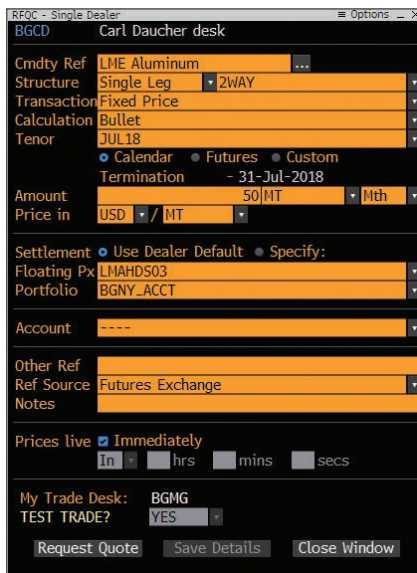 RFQC - Single Dealer ≡ Options _ X
BGCD Carl Daucher desk
Cmdty Ref LME Aluminum ...
Structure Single Leg 2WAY
Transaction Fixed Price
Calculation Bullet
Tenor JUL18
Calendar Futures Custom
Termination - 31-Jul-2018
Amount 50 MT Mth
Price in USD / MT
Settlement Use Dealer Default Specify:
Floating Px LMAHDS03
Portfolio BGNY_ACCT
Account ----
Other Ref
Ref Source Futures Exchange
Notes
Prices live Immediately
In hrs mins secs
My Trade Desk: BGMG
TEST TRADE? YES
Request Quote Save Details Close Window